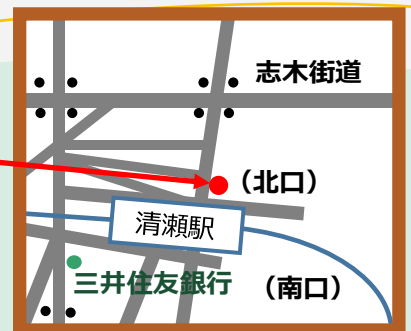 志木街道
（北口）
清瀬駅
三井住友銀行
（南口）